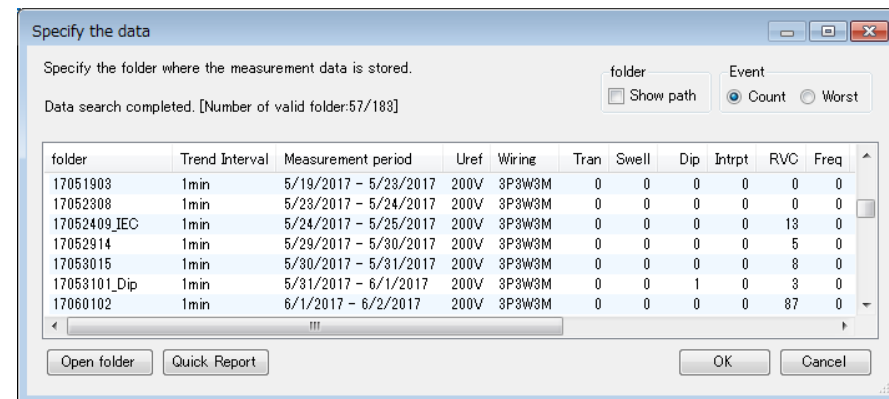 Specify the data
Specify the folder where the measurement data is stored.
folder
Event
Show path
Count
Worst
Data search completed. [Number of valid folder:57/183]
folder Trend Interval Measurement period Uref Wiring Tran Swell Dip Intrpt RVC Freq
17051903 1min 5/19/2017 - 5/23/2017 200V 3P3W3M 0 0 0 0 0 0
17052308 1min 5/23/2017 - 5/24/2017 200V 3P3W3M 0 0 0 0 0 0
17052409_IEC 1min 5/24/2017 - 5/25/2017 200V 3P3W3M 0 0 0 0 13 0
17052914 1min 5/29/2017 - 5/30/2017 200V 3P3W3M 0 0 0 0 5 0
17053015 1min 5/30/2017 - 5/31/2017 200V 3P3W3M 0 0 0 0 8 0
17053101_Dip 1min 5/31/2017 - 6/1/2017 200V 3P3W3M 0 0 1 0 3 0
17060102 1min 6/1/2017 - 6/2/2017 200V 3P3W3M 0 0 0 0 87 0
Open folder
Quick Report
OK
Cancel